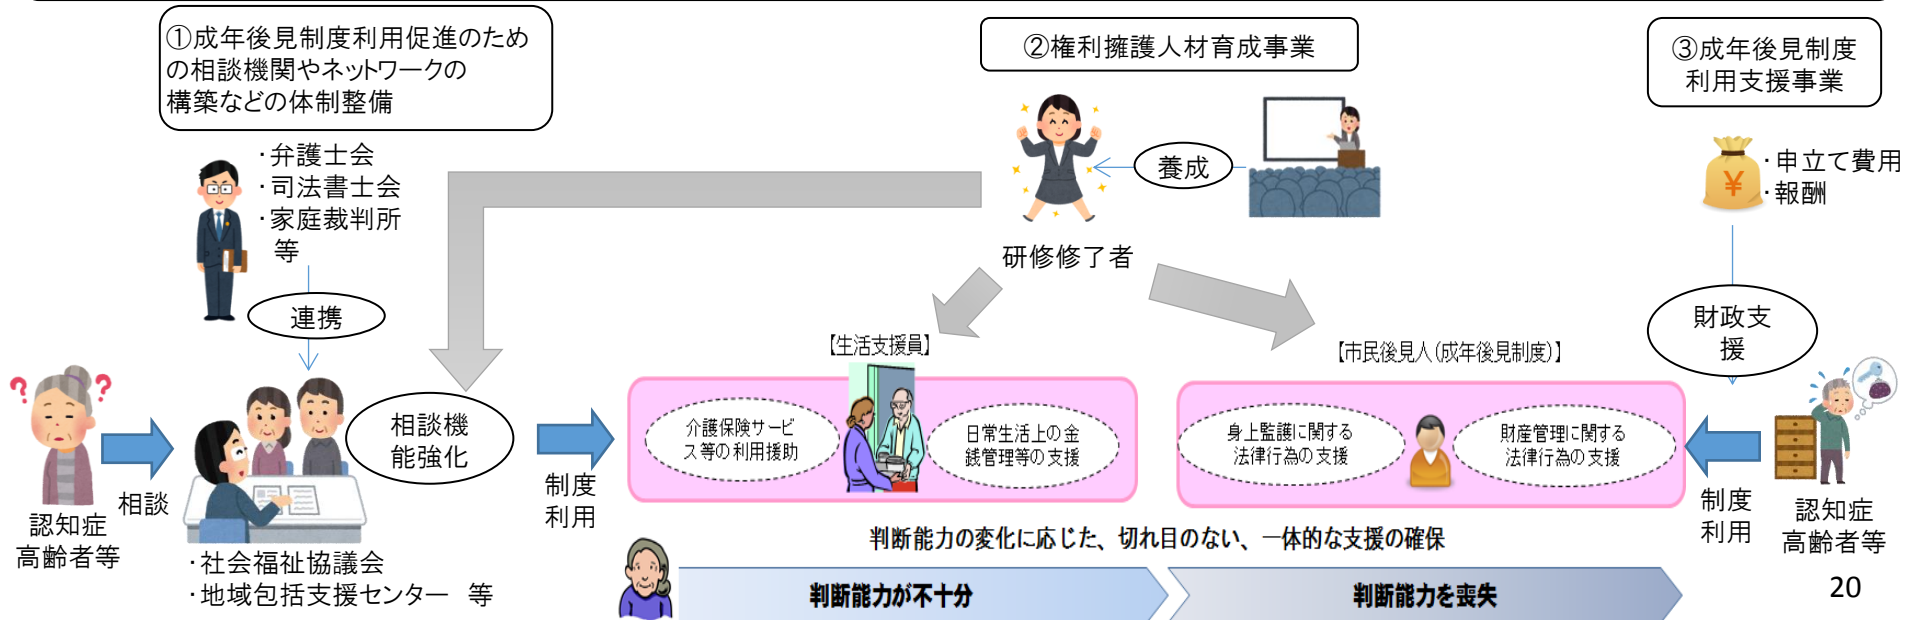 ①成年後見制度利用促進のため
の相談機関やネットワークの
構築などの体制整備
②権利擁護人材育成事業
③成年後見制度
利用支援事業
・弁護士会
・司法書士会
・家庭裁判所
等
連携
養成
研修修了者
¥
・申立て費用
・報酬
財政支
援
【生活支援員】
【市民後見人(成年後見制度)】
? ?
相談
認知症
高齢者等
相談機
能強化
・社会福祉協議会
・地域包括支援センター 等
制度
利用
介護保険サービ
ス等の利用援助
日常生活上の金
銭管理等の支援
身上監護に関する
法律行為の支援
財産管理に関する
法律行為の支援
制度
利用
認知症
高齢者等
判断能力の変化に応じた、切れ目のない、一体的な支援の確保
判断能力が不十分
判断能力を喪失
20